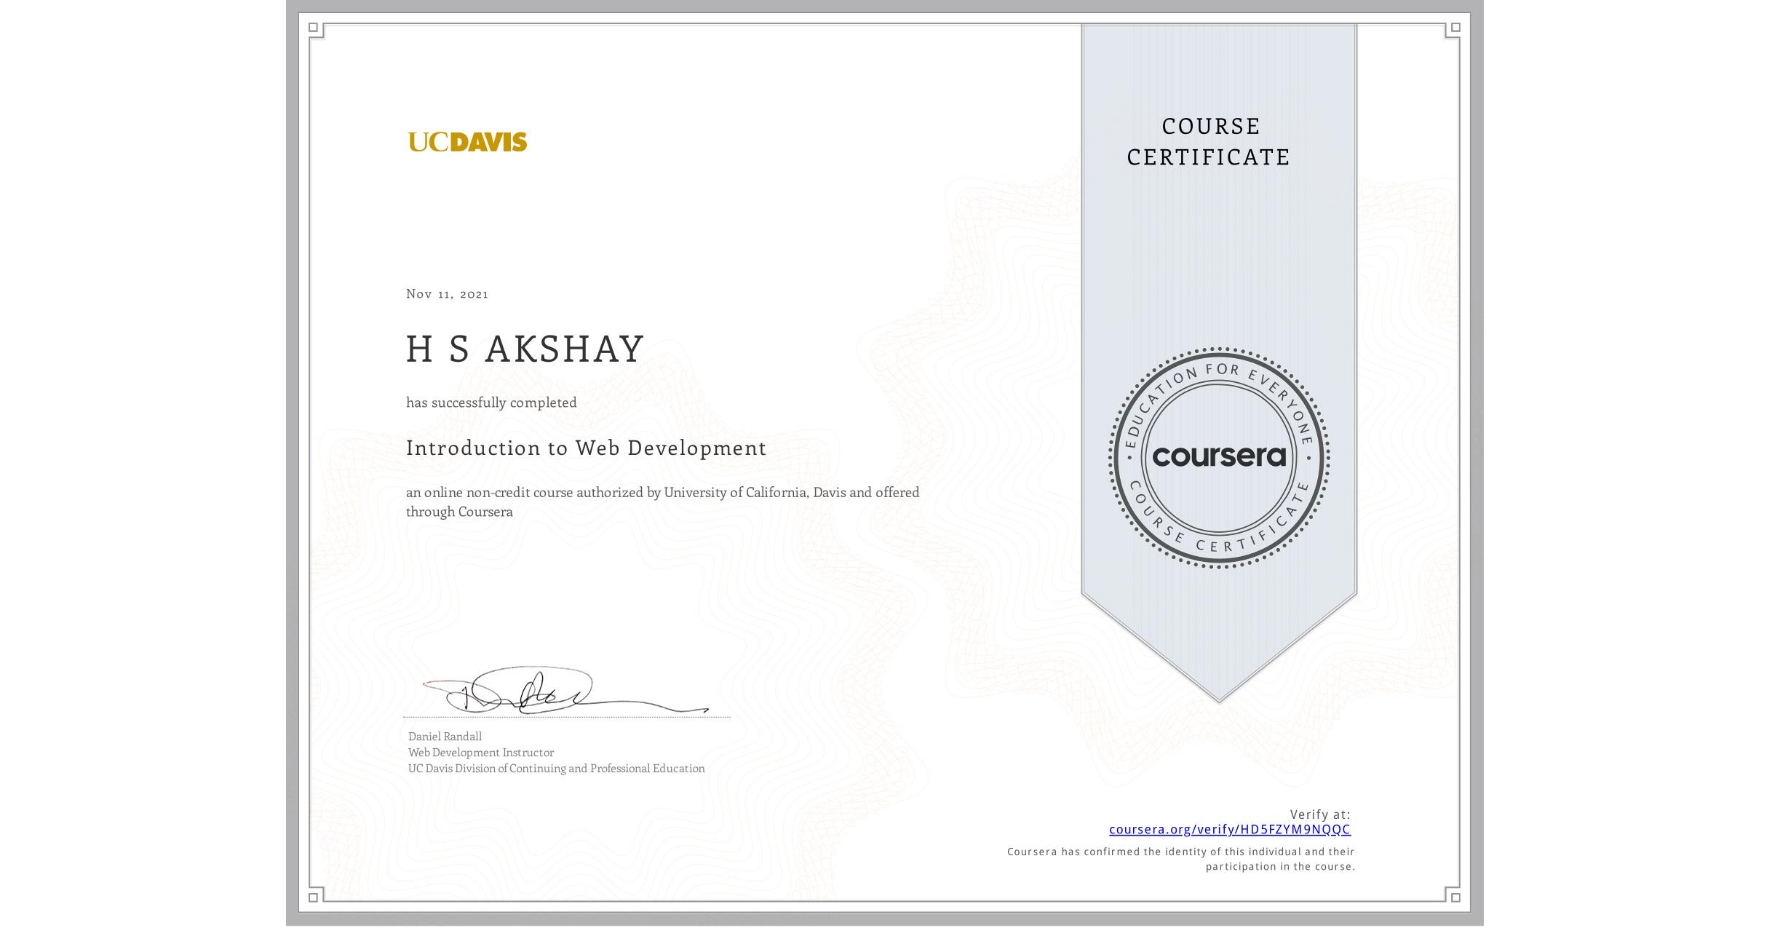 UCDAVIS
COURSE
CERTIFICATE
Nov 11, 2021
H S AKSHAY
has successfully completed
Introduction to Web Development
an online non-credit course authorized by University of California, Davis and offered
through Coursera
EDUCATION FOR EVERYONE
coursera
COURSE CERTIFICATE
Daniel Randall
Web Development Instructor
UC Davis Division of Continuing and Professional Education
Verify at:
coursera.org/verify/HD5FZYM9NQQC
Coursera has confirmed the identity of this individual and their
participation in the course.